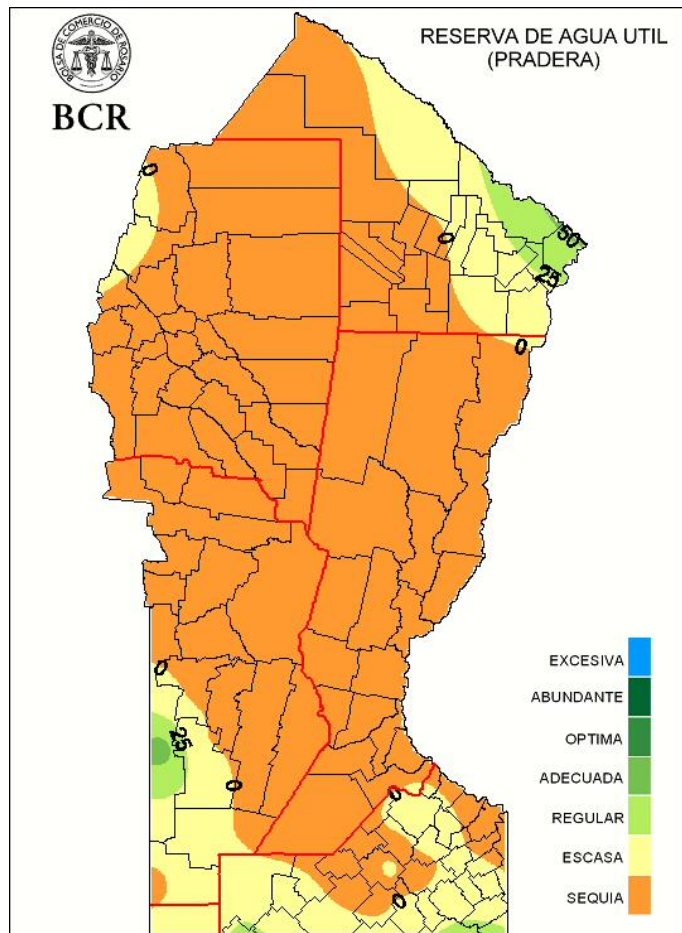 BOLSA DE COMERCIO DE ROSARIO
BCR
RESERVA DE AGUA UTIL
(PRADERA)
0
50
25
0
0
0
25
0
0
0
EXCESIVA
ABUNDANTE
OPTIMA
ADECUADA
REGULAR
ESCASA
SEQUIA